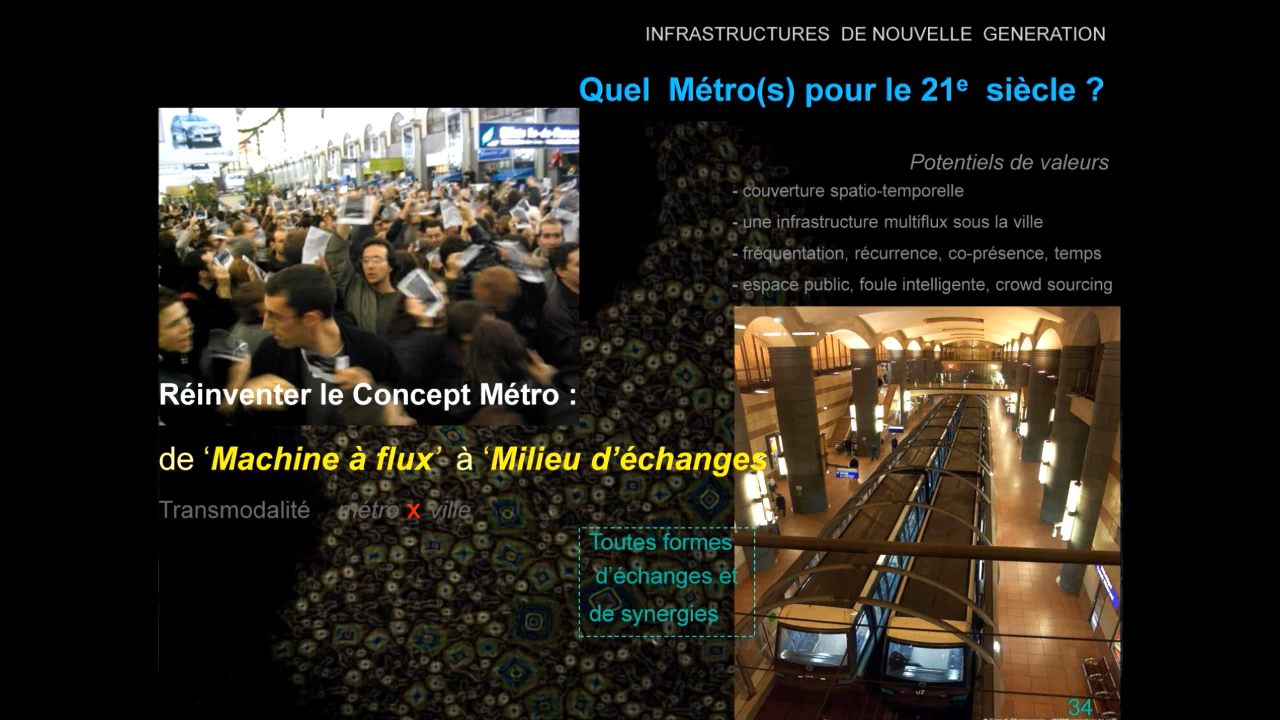 INFRASTRUCTURES DE NOUVELLE GENERATION
Quel Métro(s) pour le 21e siècle ?
Potentiels de valeurs
- couverture spatio-temporelle
- une infrastructure multiflux sous la ville
- fréquentation, récurrence, co-présence, temps
- espace public, foule intelligente, crowd sourcing
Réinventer le Concept Métro :
de ‘Machine à flux’ à ‘Milieu d’échanges
Transmodalité métro x ville
Toutes formes
d’échanges et
de synergies
34